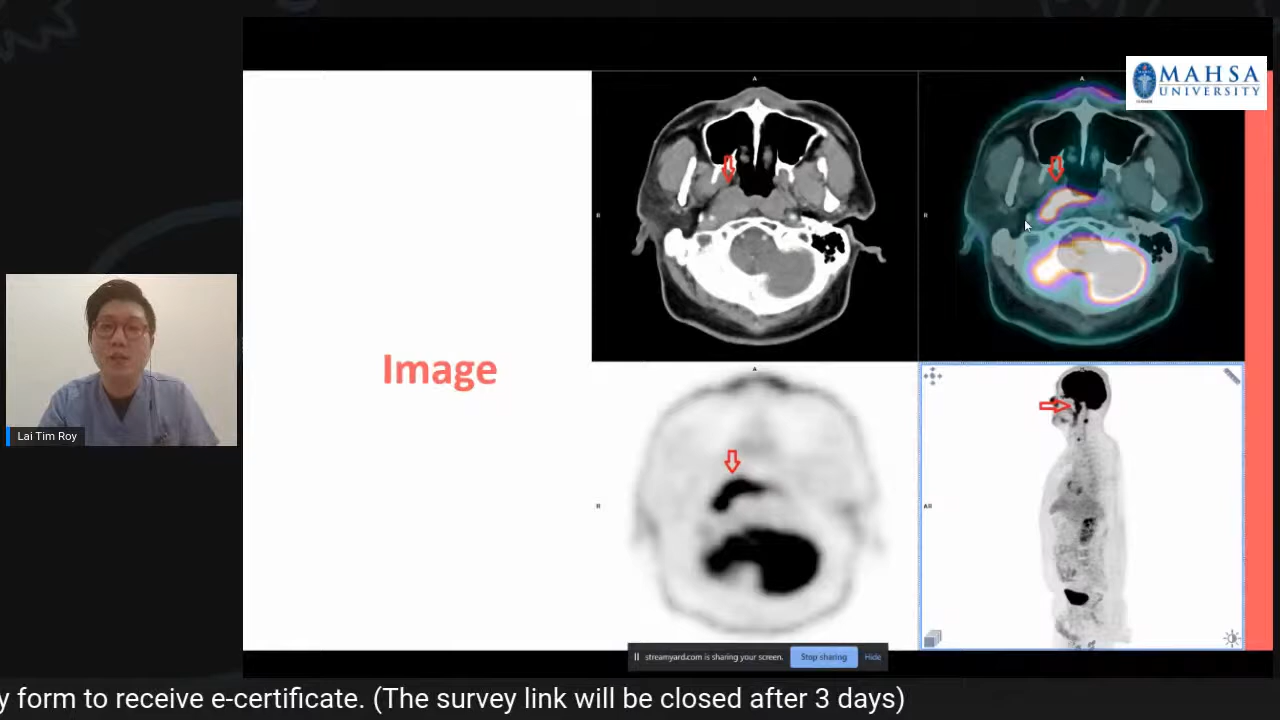 MAHSA
UNIVERSITY
A
A
R
R
Image
Lai Tim Roy
A
R
streamyard.com is sharing your screen.
Stop sharing
Hide
y form to receive e-certificate. (The survey link will be closed after 3 days)